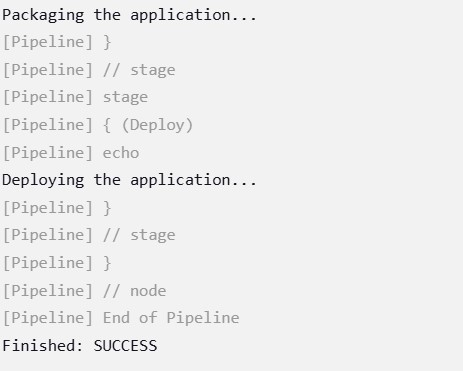 Packaging the application...
[Pipeline] }
[Pipeline] // stage
[Pipeline] stage
[Pipeline] { (Deploy)
[Pipeline] echo
Deploying the application...
[Pipeline] }
[Pipeline] // stage
[Pipeline] }
[Pipeline] // node
[Pipeline] End of Pipeline
Finished: SUCCESS